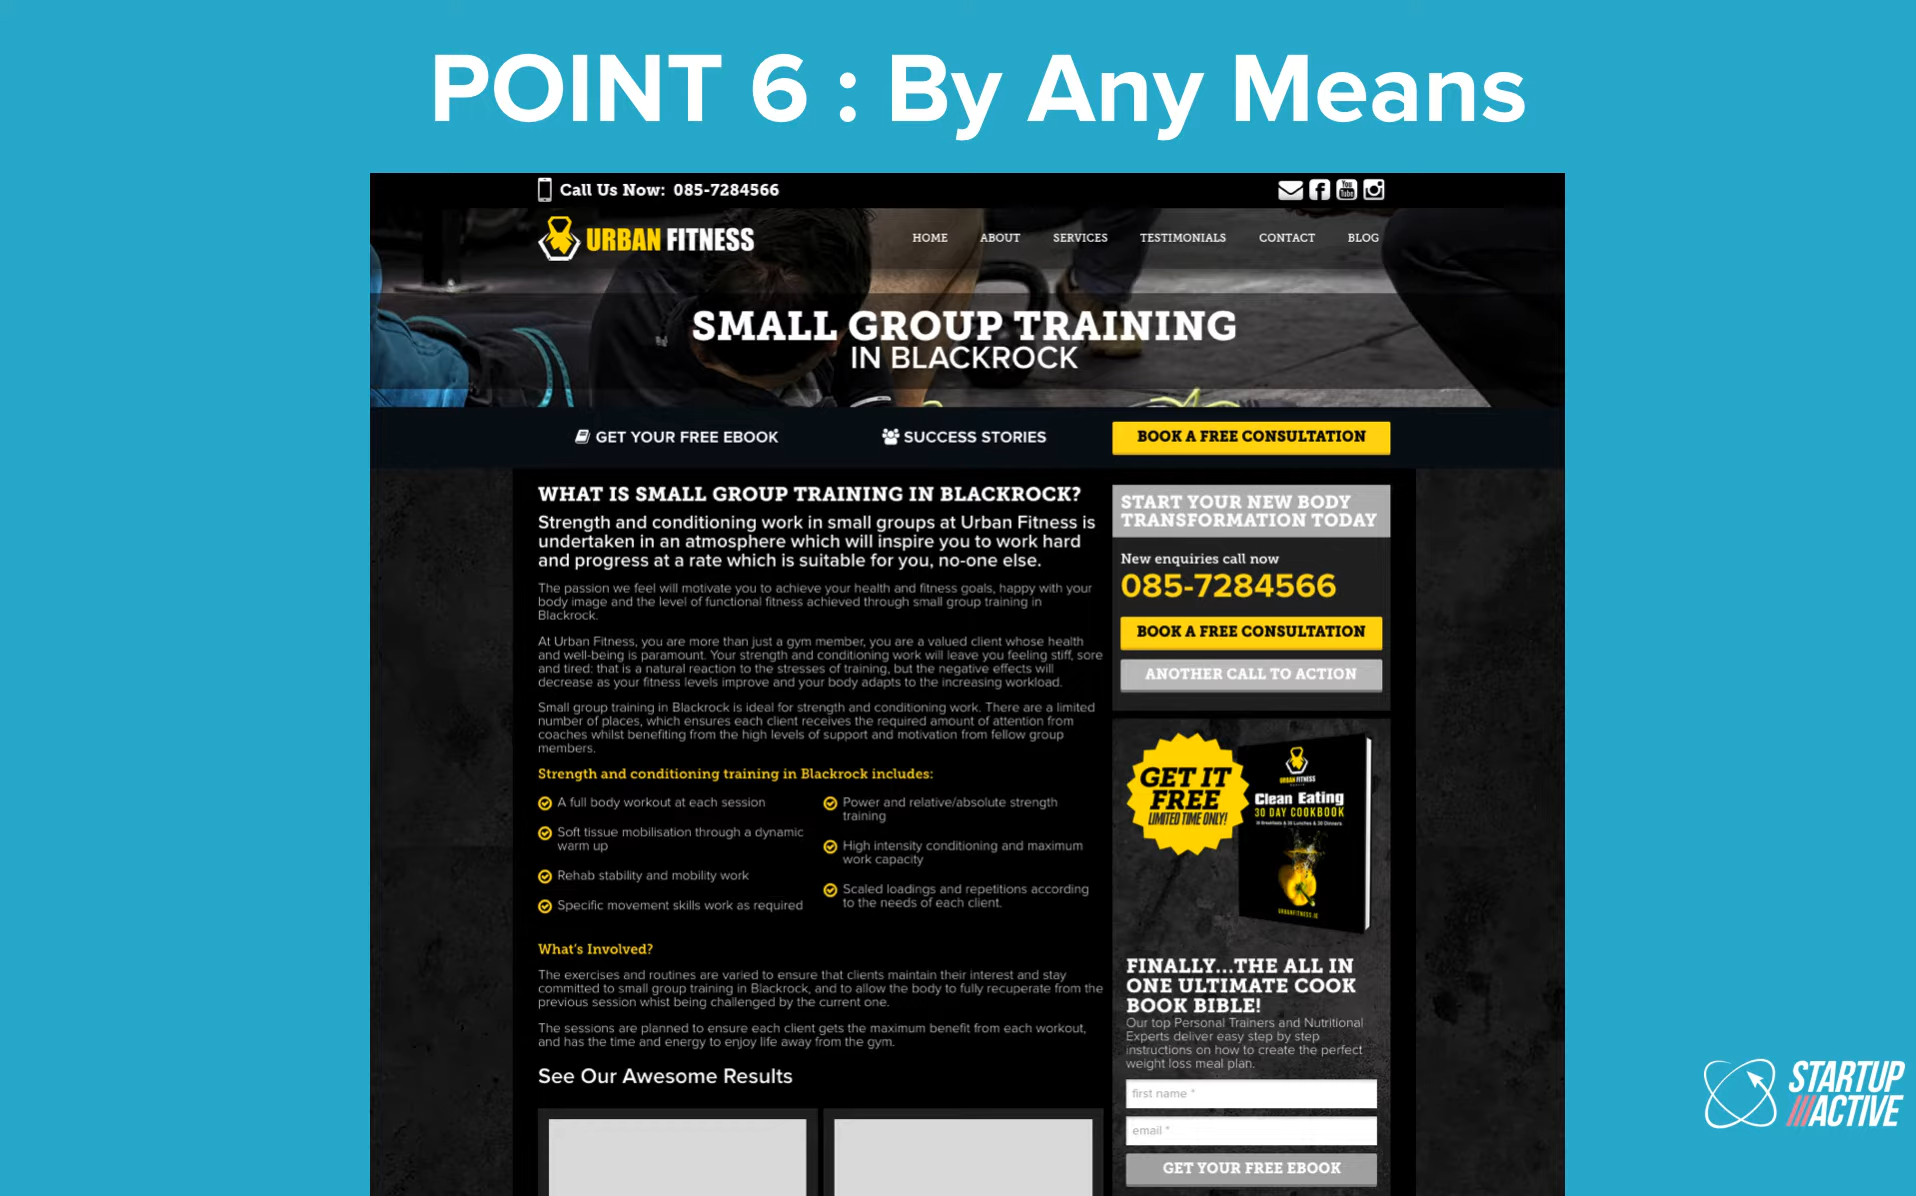 POINT 6 : By Any Means
Call Us Now: 085-7284566
You
Tube
URBAN FITNESS
HOME
ABOUT
SERVICES
TESTIMONIALS
CONTACT
BLOG
SMALL GROUP TRAINING
IN BLACKROCK
GET YOUR FREE EBOOK
SUCCESS STORIES
BOOK A FREE CONSULTATION
WHAT IS SMALL GROUP TRAINING IN BLACKROCK?
Strength and conditioning work in small groups at Urban Fitness is
undertaken in an atmosphere which will inspire you to work hard
and progress at a rate which is suitable for you, no-one else.
The passion we feel will motivate you to achieve your health and fitness goals, happy with your
body image and the level of functional fitness achieved through small group training in
Blackrock.
At Urban Fitness, you are more than just a gym member, you are a valued client whose health
and well-being is paramount. Your strength and conditioning work will leave you feeling stiff, sore
and tired: that is a natural reaction to the stresses of training, but the negative effects will
decrease as your fitness levels improve and your body adapts to the increasing workload.
Small group training in Blackrock is ideal for strength and conditioning work. There are a limited
number of places, which ensures each client receives the required amount of attention from
coaches whilst benefiting from the high levels of support and motivation from fellow group
members.
Strength and conditioning training in Blackrock includes:
A full body workout at each session
Soft tissue mobilisation through a dynamic
warm up
Rehab stability and mobility work
Specific movement skills work as required
Power and relative/absolute strength
training
High intensity conditioning and maximum
work capacity
Scaled loadings and repetitions according
to the needs of each client.
What's Involved?
The exercises and routines are varied to ensure that clients maintain their interest and stay
committed to small group training in Blackrock, and to allow the body to fully recuperate from the
previous session whist being challenged by the current one.
The sessions are planned to ensure each client gets the maximum benefit from each workout,
and has the time and energy to enjoy life away from the gym.
See Our Awesome Results
START YOUR NEW BODY
TRANSFORMATION TODAY
New enquiries call now
085-7284566
BOOK A FREE CONSULTATION
ANOTHER CALL TO ACTION
GET IT
FREE
LIMITED TIME ONLY!
URBAN FITNESS
Clean Eating
30 DAY COOKBOOK
30 Breakfasts & 30 Lunches & 30 Dinners
URBANFITNESS.IE
FINALLY...THE ALL IN
ONE ULTIMATE COOK
BOOK BIBLE!
Our top Personal Trainers and Nutritional
Experts deliver easy step by step
instructions on how to create the perfect
weight loss meal plan.
first name *
email *
GET YOUR FREE EBOOK
STARTUP
ACTIVE